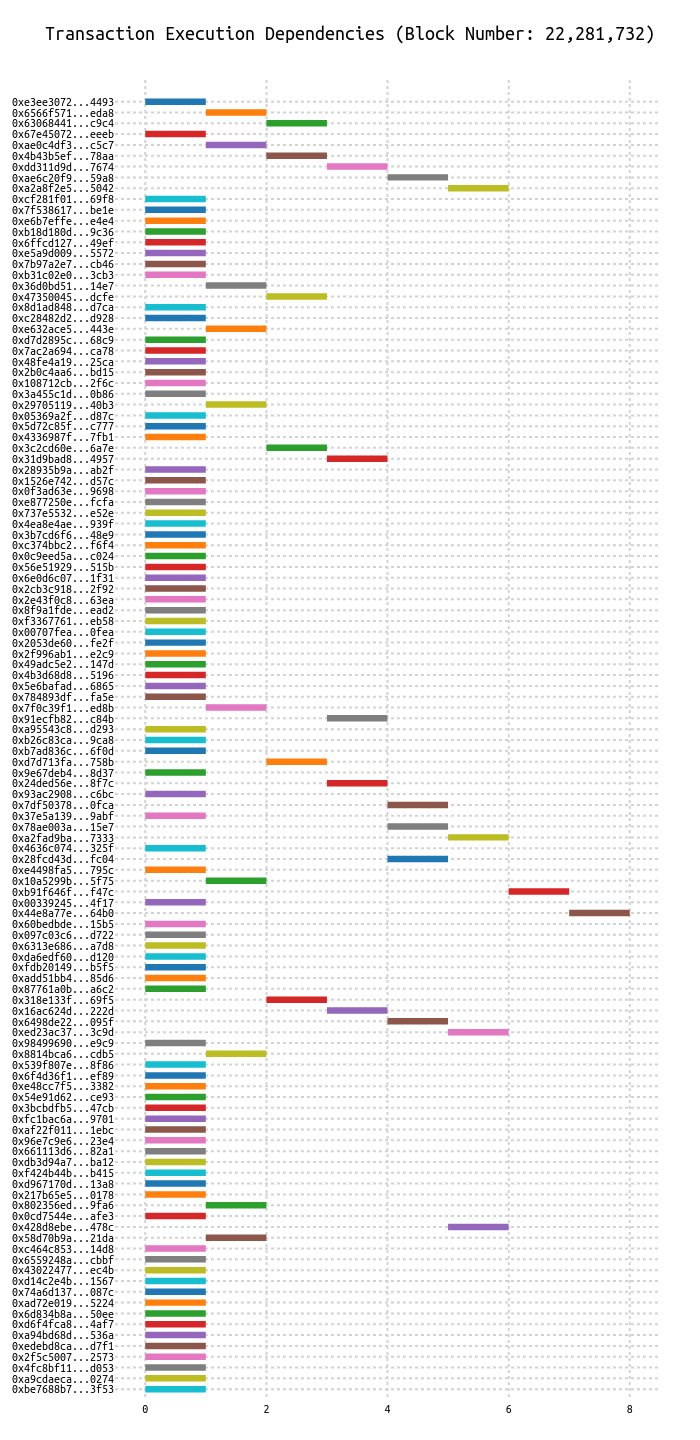 Transaction Execution Dependencies (Block Number: 22,281,732)
0xe3ee3072...4493
0x6566f571...eda8
0x63068441...c9c4
0x67e45072...eeeb
0xae0c4df3...c5c7
0x4b43b5ef...78aa
0xdd311d9d...7674
0xae6c20f9...59a8
0xa2a8f2e5...5042
0xcf281f01...69f8
0x7f538617...be1e
0xe6b7effe...e4e4
0xb18d180d...9c36
0x6ffcd127...49ef
0xe5a9d009...5572
0x7b97a2e7...cb46
0xb31c02e0...3cb3
0x36d0bd51...14e7
0x47350045...dcfe
0x8d1ad848...d7ca
0xc28482d2...d928
0xe632ace5...443e
0xd7d2895c...68c9
0x7ac2a694...ca78
0x48fe4a19...25ca
0x2b0c4aa6...bd15
0x108712cb...2f6c
0x3a455c1d...0b86
0x29705119...40b3
0x05369a2f...d87c
0x5d72c85f...c777
0x4336987f...7fb1
0x3c2cd60e...6a7e
0x31d9bad8...4957
0x28935b9a...ab2f
0x1526e742...d57c
0x0f3ad63e...9698
0xe877250e...fcfa
0x737e5532...e52e
0x4ea8e4ae...939f
0x3b7cd6f6...48e9
0xc374bbc2...f6f4
0x0c9eed5a...c024
0x56e51929...515b
0x6e0d6c07...1f31
0x2cb3c918...2f92
0x2e43f0c8...63ea
0x8f9a1fde...ead2
0xf3367761...eb58
0x00707fea...0fea
0x2053de60...fe2f
0x2f996ab1...e2c9
0x49adc5e2...147d
0x4b3d68d8...5196
0x5e6bafad...6865
0x784893df...fa5e
0x7f0c39f1...ed8b
0x91ecfb82...c84b
0xa95543c8...d293
0xb26c83ca...9ca8
0xb7ad836c...6f0d
0xd7d713fa...758b
0x9e67deb4...8d37
0x24ded56e...8f7c
0x93ac2908...c6bc
0x7df50378...0fca
0x37e5a139...9abf
0x78ae003a...15e7
0xa2fad9ba...7333
0x4636c074...325f
0x28fcd43d...fc04
0xe4498fa5...795c
0x10a5299b...5f75
0xb91f646f...f47c
0x00339245...4f17
0x44e8a77e...64b0
0x60bedbde...15b5
0x097c03c6...d722
0x6313e686...a7d8
0xda6edf60...d120
0xfdb20149...b5f5
0xadd51bb4...85d6
0x87761a0b...a6c2
0x318e133f...69f5
0x16ac624d...222d
0x6498de22...095f
0xed23ac37...3c9d
0x98499690...e9c9
0x8814bca6...cdb5
0x539f807e...8f86
0x6f4d36f1...ef89
0xe48cc7f5...3382
0x54e91d62...ce93
0x3bcbdfb5...47cb
0xfc1bac6a...9701
0xaf22f011...1ebc
0x96e7c9e6...23e4
0x661113d6...82a1
0xdb3d94a7...ba12
0xf424b44b...b415
0xd967170d...13a8
0x217b65e5...0178
0x802356ed...9fa6
0x0cd7544e...afe3
0x428d8ebe...478c
0x58d70b9a...21da
0xc464c853...14d8
0x6559248a...cbbf
0x43022477...ec4b
0xd14c2e4b...1567
0x74a6d137...087c
0xad72e019...5224
0x6d834b8a...50ee
0xd6f4fca8...4af7
0xa94bd68d...536a
0xedebd8ca...d7f1
0x2f5c5007...2573
0x4fc8bf11...d053
0xa9cdaeca...0274
0xbe7688b7...3f53
0 2 4 6 8